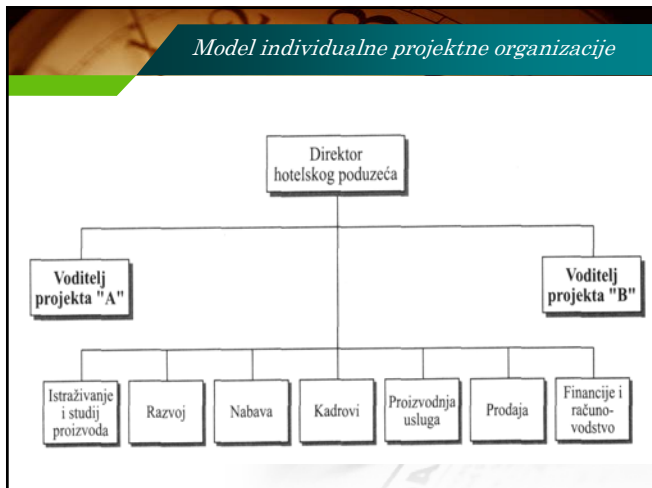 Model individualne projektne organizacije
Direktor
hotelskog poduzeća
Voditelj
projekta "A"
Voditelj
projekta "B"
Istraživanje
i studij
proizvoda
Razvoj
Nabava
Kadrovi
Proizvodnja
usluga
Prodaja
Financije i
računo-
vodstvo